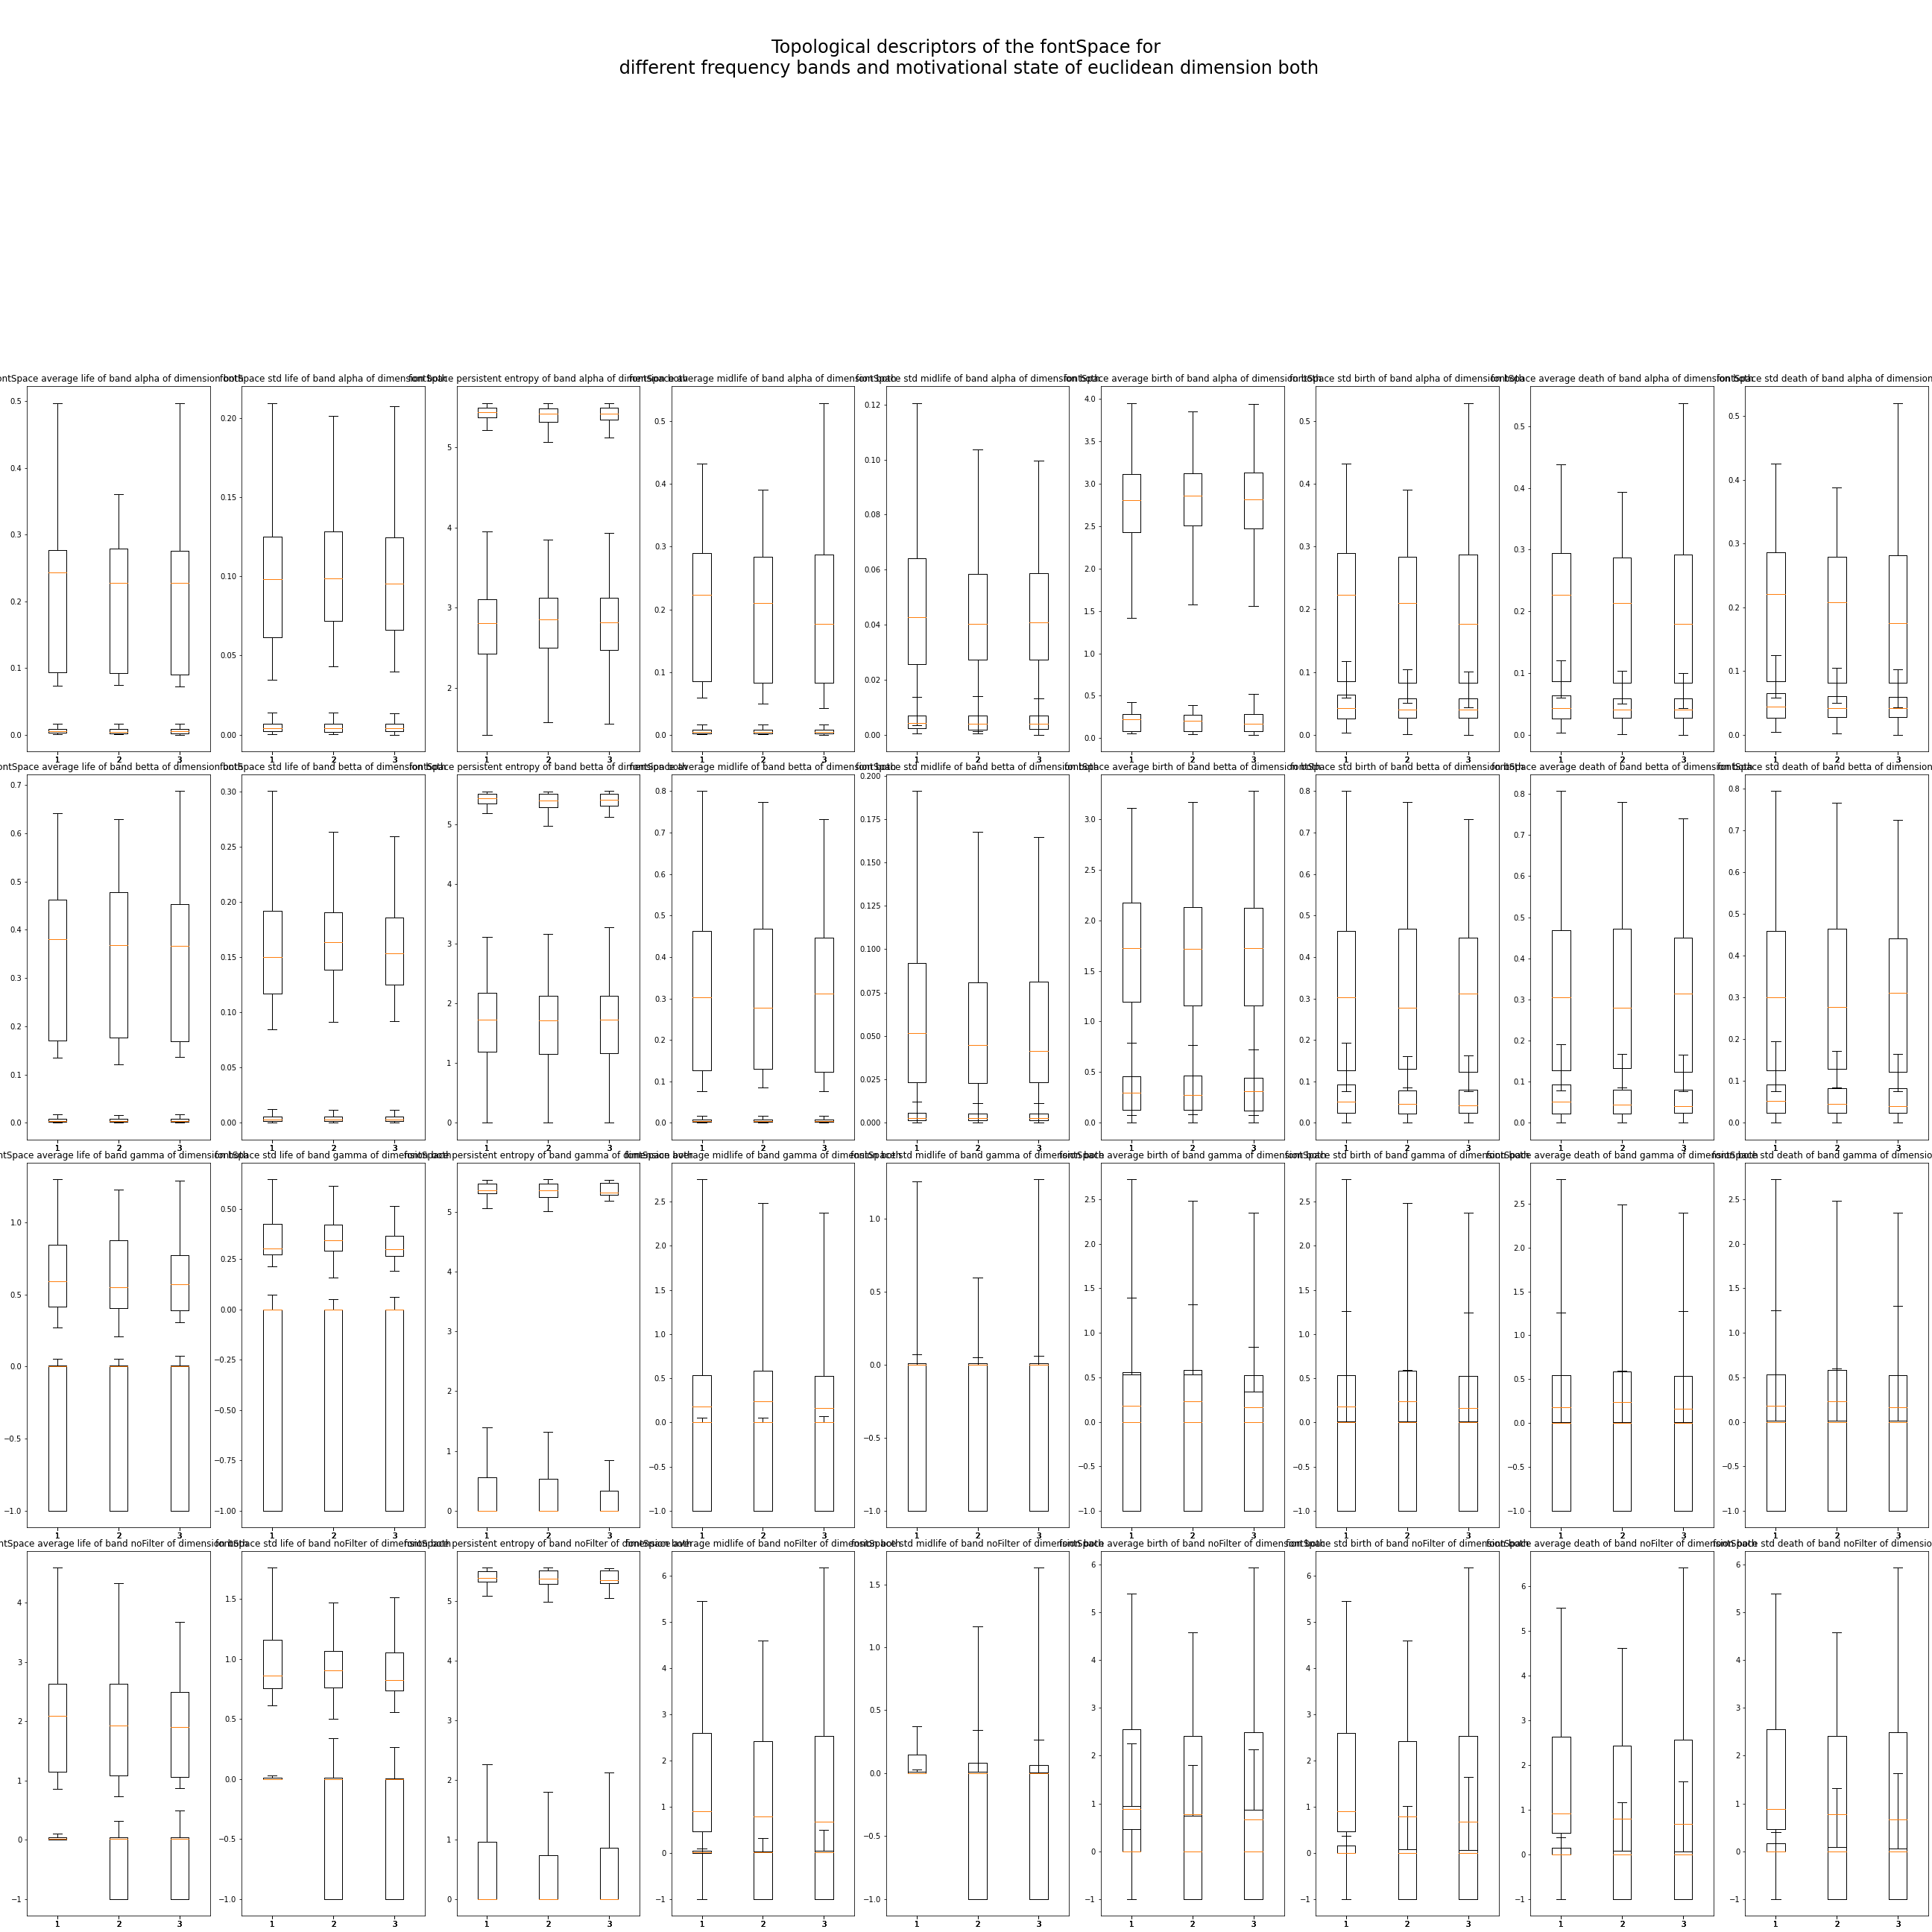 Topological descriptors of the fontSpace for
different frequency bands and motivational state of euclidean dimension both
ontSpace average life of band alpha of dimension both
fontSpace std life of band alpha of dimension both
fontSpace persistent entropy of band alpha of dimension both
fontSpace average midlife of band alpha of dimension both
fontSpace std midlife of band alpha of dimension both
fontSpace average birth of band alpha of dimension both
fontSpace std birth of band alpha of dimension both
fontSpace average death of band alpha of dimension both
fontSpace std death of band alpha of dimension
0.5 0.4 0.3 0.2 0.1 0.0
0.20 0.15 0.10 0.05 0.00
5 4 3 2
0.5 0.4 0.3 0.2 0.1 0.0
0.12 0.10 0.08 0.06 0.04 0.02 0.00
4.0 3.5 3.0 2.5 2.0 1.5 1.0 0.5 0.0
0.5 0.4 0.3 0.2 0.1 0.0
0.5 0.4 0.3 0.2 0.1 0.0
0.5 0.4 0.3 0.2 0.1 0.0
1 2 3 1 2 3 1 2 3 1 2 3 1 2 3 1 2 3 1 2 3 1 2 3 1 2 3
ontSpace average life of band betta of dimension both
fontSpace std life of band betta of dimension both
fontSpace persistent entropy of band betta of dimension both
fontSpace average midlife of band betta of dimension both
fontSpace std midlife of band betta of dimension both
fontSpace average birth of band betta of dimension both
fontSpace std birth of band betta of dimension both
fontSpace average death of band betta of dimension both
fontSpace std death of band betta of dimension
0.7 0.6 0.5 0.4 0.3 0.2 0.1 0.0
0.30 0.25 0.20 0.15 0.10 0.05 0.00
5 4 3 2 1 0
0.8 0.7 0.6 0.5 0.4 0.3 0.2 0.1 0.0
0.200 0.175 0.150 0.125 0.100 0.075 0.050 0.025 0.000
3.0 2.5 2.0 1.5 1.0 0.5 0.0
0.8 0.7 0.6 0.5 0.4 0.3 0.2 0.1 0.0
0.8 0.7 0.6 0.5 0.4 0.3 0.2 0.1 0.0
0.8 0.7 0.6 0.5 0.4 0.3 0.2 0.1 0.0
1 2 3 1 2 3 1 2 3 1 2 3 1 2 3 1 2 3 1 2 3 1 2 3 1 2 3
ntSpace average life of band gamma of dimension both
fontSpace std life of band gamma of dimension both
fontSpace persistent entropy of band gamma of dimension both
fontSpace average midlife of band gamma of dimension both
fontSpace std midlife of band gamma of dimension both
fontSpace average birth of band gamma of dimension both
fontSpace std birth of band gamma of dimension both
fontSpace average death of band gamma of dimension both
fontSpace std death of band gamma of dimension
1.0 0.5 0.0 −0.5 −1.0
0.50 0.25 0.00 −0.25 −0.50 −0.75 −1.00
5 4 3 2 1 0
2.5 2.0 1.5 1.0 0.5 0.0 −0.5 −1.0
1.0 0.5 0.0 −0.5 −1.0
2.5 2.0 1.5 1.0 0.5 0.0 −0.5 −1.0
2.5 2.0 1.5 1.0 0.5 0.0 −0.5 −1.0
2.5 2.0 1.5 1.0 0.5 0.0 −0.5 −1.0
2.5 2.0 1.5 1.0 0.5 0.0 −0.5 −1.0
1 2 3 1 2 3 1 2 3 1 2 3 1 2 3 1 2 3 1 2 3 1 2 3 1 2 3
ntSpace average life of band noFilter of dimension both
fontSpace std life of band noFilter of dimension both
fontSpace persistent entropy of band noFilter of dimension both
fontSpace average midlife of band noFilter of dimension both
fontSpace std midlife of band noFilter of dimension both
fontSpace average birth of band noFilter of dimension both
fontSpace std birth of band noFilter of dimension both
fontSpace average death of band noFilter of dimension both
fontSpace std death of band noFilter of dimension
4 3 2 1 0 −1
1.5 1.0 0.5 0.0 −0.5 −1.0
5 4 3 2 1 0
6 5 4 3 2 1 0 −1
1.5 1.0 0.5 0.0 −0.5 −1.0
6 5 4 3 2 1 0 −1
6 5 4 3 2 1 0 −1
6 5 4 3 2 1 0 −1
6 5 4 3 2 1 0 −1
1 2 3 1 2 3 1 2 3 1 2 3 1 2 3 1 2 3 1 2 3 1 2 3 1 2 3